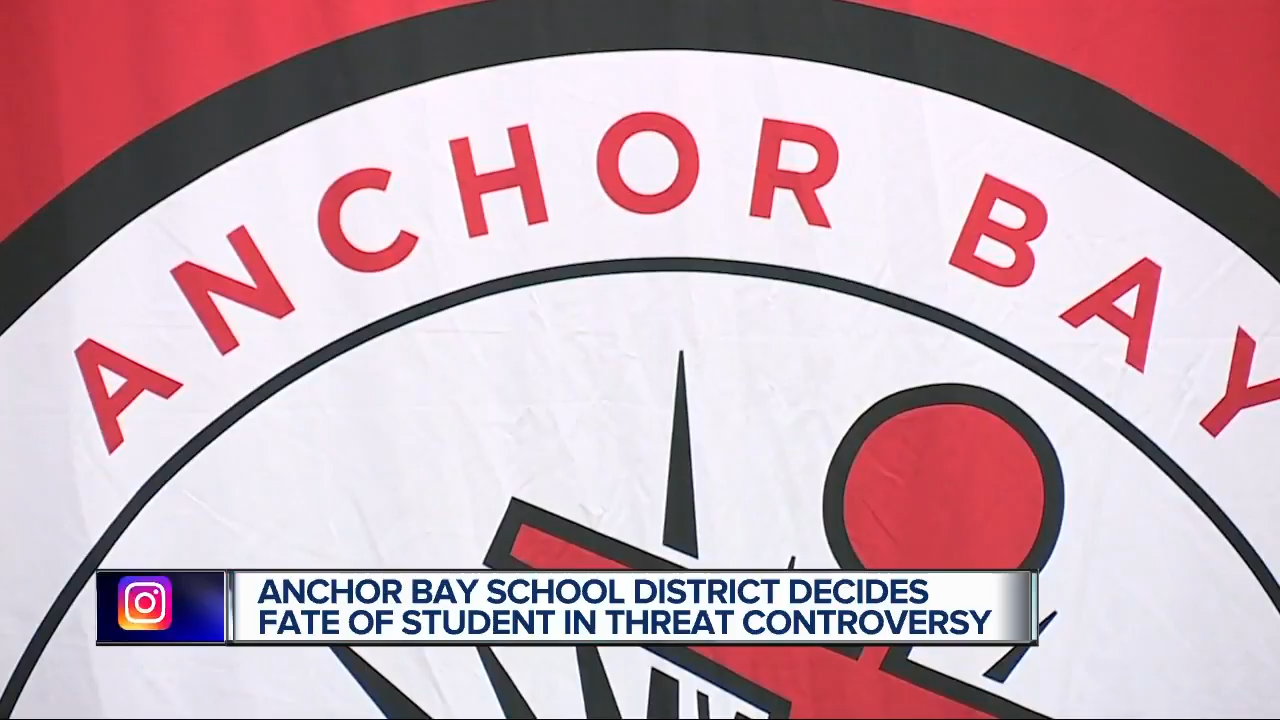 ANCHOR BAY
ANCHOR BAY SCHOOL DISTRICT DECIDES
FATE OF STUDENT IN THREAT CONTROVERSY